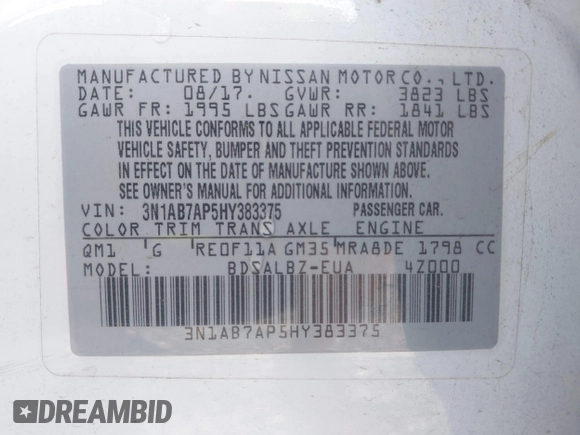 MANUFACTURED BY NISSAN MOTOR CO., LTD.
DATE: 08/17. GVWR: 3823 LBS
GAWR FR: 1995 LBS GAWR RR: 1841 LBS
THIS VEHICLE CONFORMS TO ALL APPLICABLE FEDERAL MOTOR
VEHICLE SAFETY, BUMPER AND THEFT PREVENTION STANDARDS
IN EFFECT ON THE DATE OF MANUFACTURE SHOWN ABOVE.
SEE OWNER'S MANUAL FOR ADDITIONAL INFORMATION.
VIN: 3N1AB7AP5HY383375 PASSENGER CAR.
COLOR TRIM TRANS AXLE ENGINE
QM1 'G RE0F11A GM35 MRA8DE 1798 CC
MODEL: BDSALBZ-EUA 4Z000
3N1AB7AP5HY383375
DREAMBID